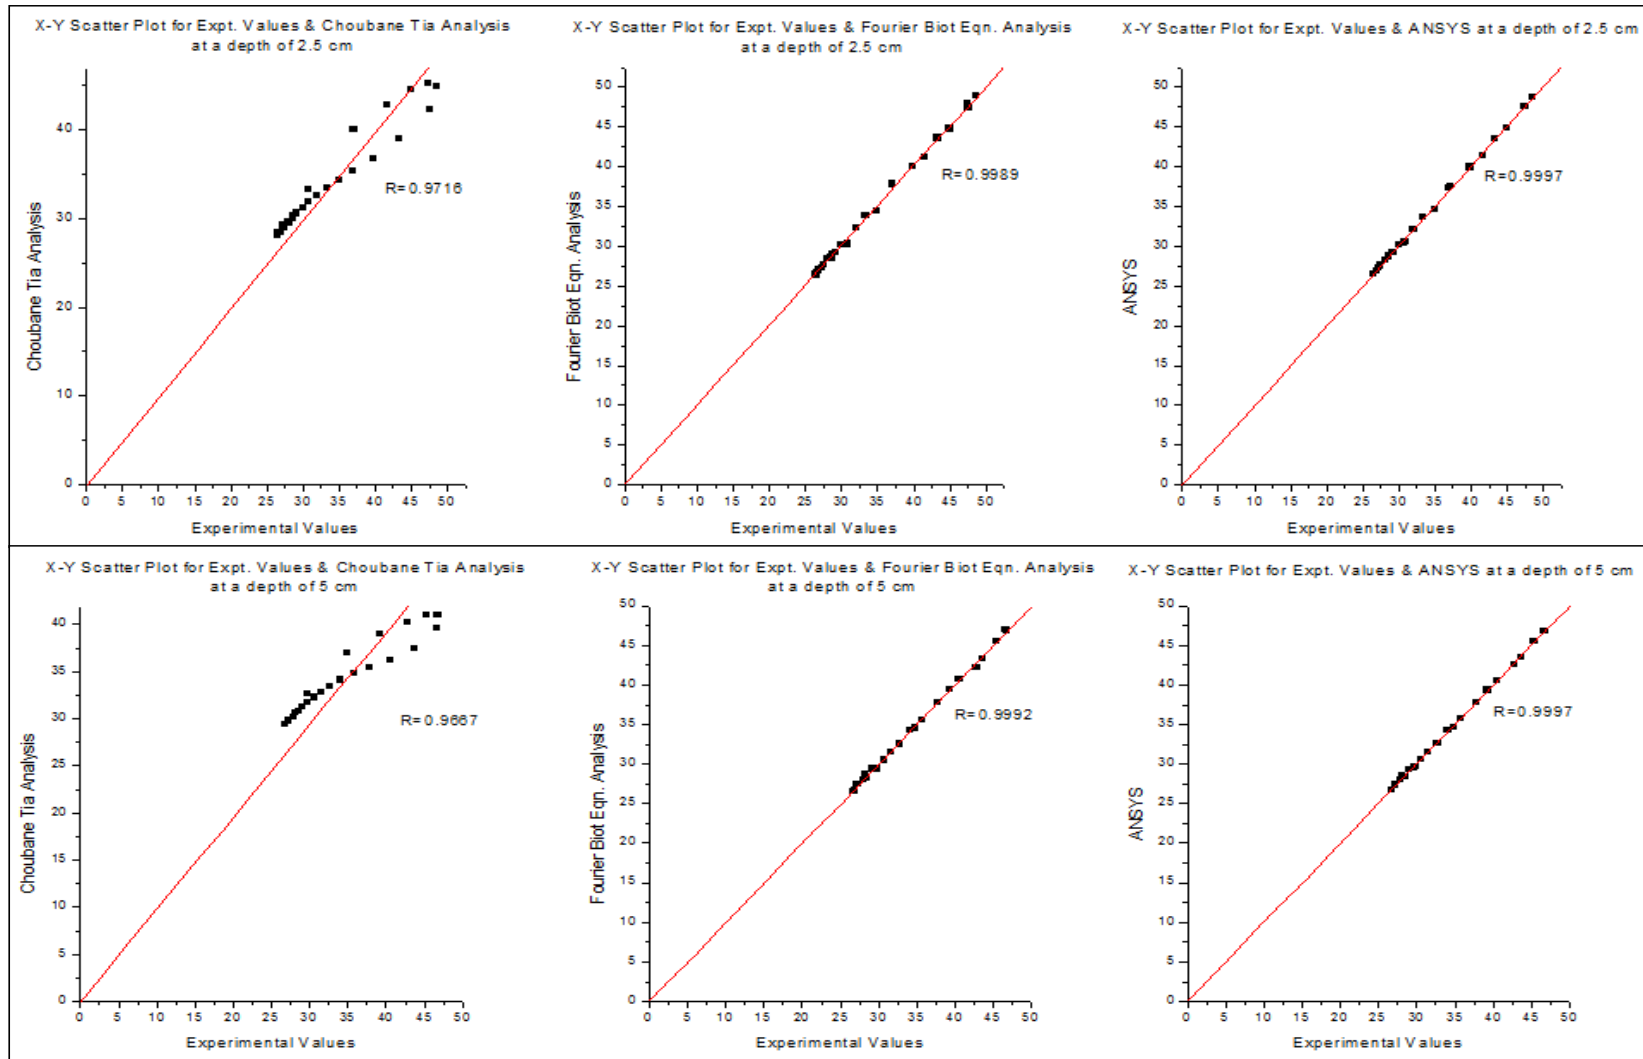 X-Y Scatter Plot for Expt. Values & Choubane Tia Analysis
at a depth of 2.5 cm
Choubane Tia Analysis
40
30
20
10
0
0 5 10 15 20 25 30 35 40 45 50
Experimental Values
R=0.9716
X-Y Scatter Plot for Expt. Values & Fourier Biot Eqn. Analysis
at a depth of 2.5 cm
Fourier Biot Eqn. Analysis
50
45
40
35
30
25
20
15
10
5
0
0 5 10 15 20 25 30 35 40 45 50
Experimental Values
R=0.9989
X-Y Scatter Plot for Expt. Values & ANSYS at a depth of 2.5 cm
ANSYS
50
45
40
35
30
25
20
15
10
5
0
0 5 10 15 20 25 30 35 40 45 50
Experimental Values
R=0.9997
X-Y Scatter Plot for Expt. Values & Choubane Tia Analysis
at a depth of 5 cm
Choubane Tia Analysis
40
35
30
25
20
15
10
5
0
0 5 10 15 20 25 30 35 40 45 50
Experimental Values
R=0.9667
X-Y Scatter Plot for Expt. Values & Fourier Biot Eqn. Analysis
at a depth of 5 cm
Fourier Biot Eqn. Analysis
50
45
40
35
30
25
20
15
10
5
0
0 5 10 15 20 25 30 35 40 45 50
Experimental Values
R=0.9992
X-Y Scatter Plot for Expt. Values & ANSYS at a depth of 5 cm
ANSYS
50
45
40
35
30
25
20
15
10
5
0
0 5 10 15 20 25 30 35 40 45 50
Experimental Values
R=0.9997